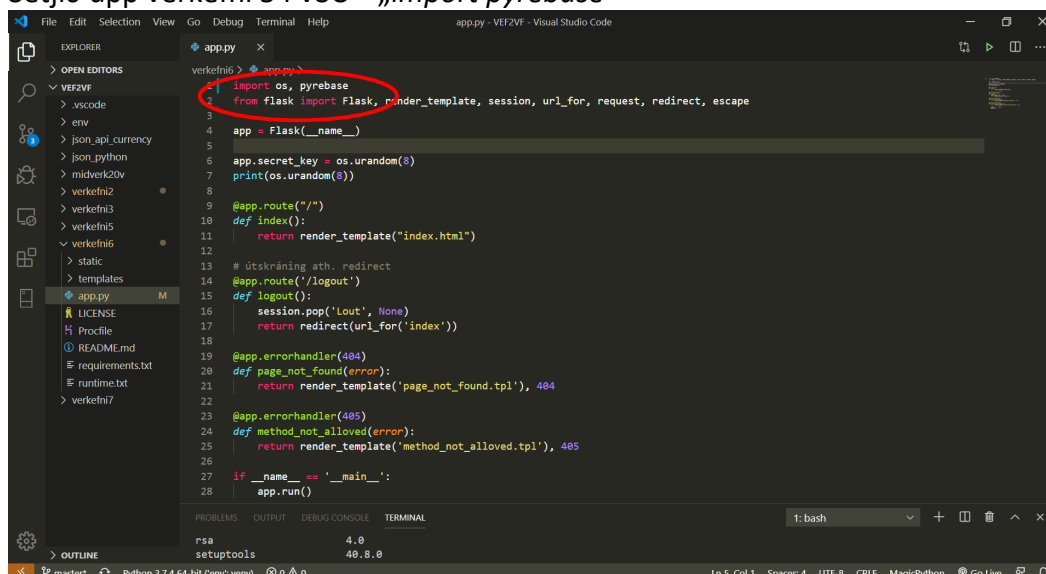 File Edit Selection View Go Debug Terminal Help app.py - VEF2VF - Visual Studio Code
EXPLORER
OPEN EDITORS
VEF2VF
.vscode
env
json_api_currency
json_python
midverk20v
verkefni2
verkefni3
verkefni5
verkefni6
static
templates
app.py M
LICENSE
Procfile
README.md
requirements.txt
runtime.txt
verkefni7
OUTLINE
app.py
verkefni6 > app.py >
1 import os, pyrebase
2 from flask import Flask, render_template, session, url_for, request, redirect, escape
3
4 app = Flask(__name__)
5
6 app.secret_key = os.urandom(8)
7 print(os.urandom(8))
8
9 @app.route("/")
10 def index():
11 return render_template("index.html")
12
13 # útskráning ath. redirect
14 @app.route('/logout')
15 def logout():
16 session.pop('Lout', None)
17 return redirect(url_for('index'))
18
19 @app.errorhandler(404)
20 def page_not_found(error):
21 return render_template('page_not_found.tpl'), 404
22
23 @app.errorhandler(405)
24 def method_not_alloved(error):
25 return render_template('method_not_alloved.tpl'), 405
26
27 if __name__ == '__main__':
28 app.run()
PROBLEMS OUTPUT DEBUG CONSOLE TERMINAL 1: bash
rsa 4.0
setuptools 40.8.0
master* Python 3.7.4 64-bit ('env': venv) 0 0 Ln 5, Col 1 Spaces: 4 UTF-8 CRLF MagicPython Go Live